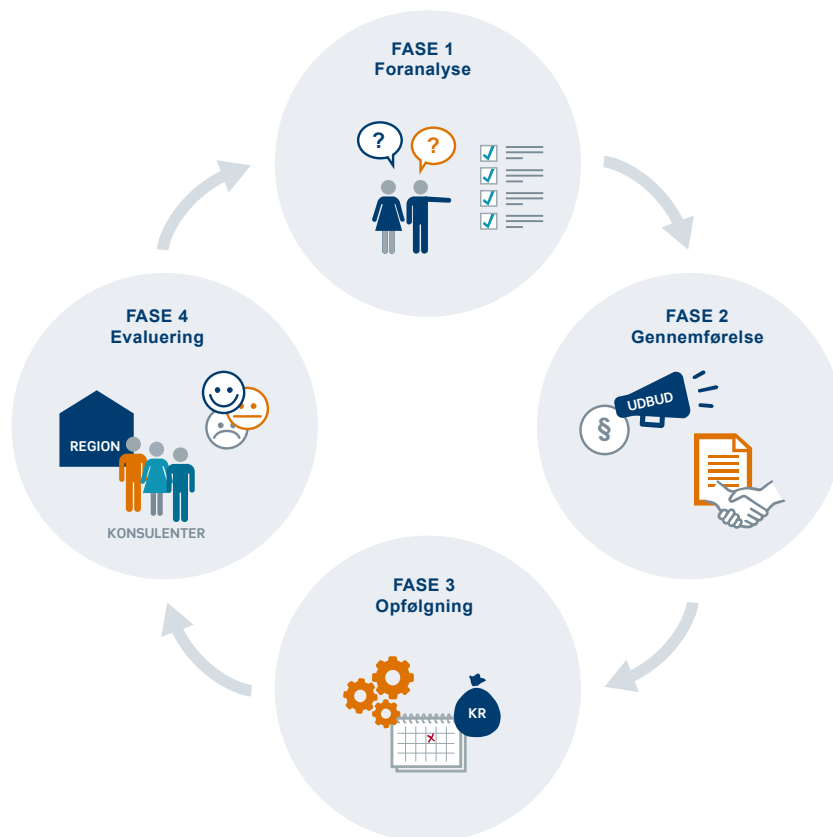 FASE 1
Foranalyse
?
?
FASE 2
Gennemførelse
UDBUD
§
FASE 3
Opfølgning
KR
x
FASE 4
Evaluering
REGION
KONSULENTER